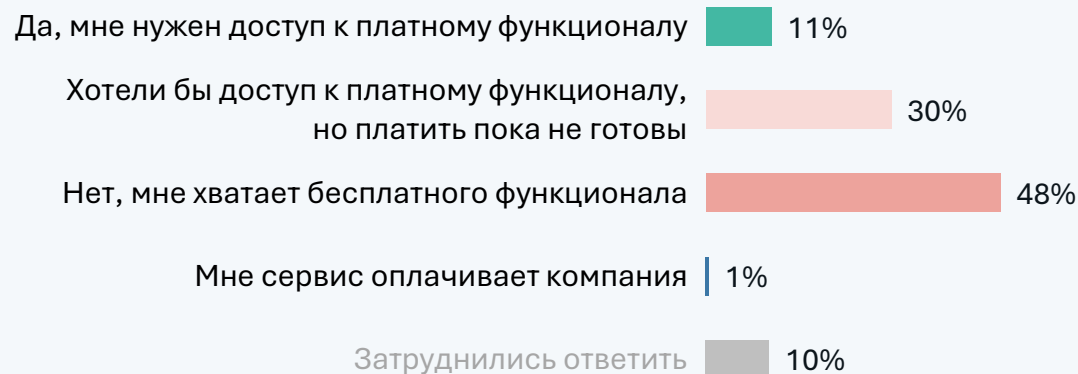 Да, мне нужен доступ к платному функционалу 11%
Хотели бы доступ к платному функционалу,
но платить пока не готовы 30%
Нет, мне хватает бесплатного функционала 48%
Мне сервис оплачивает компания 1%
Затруднились ответить 10%